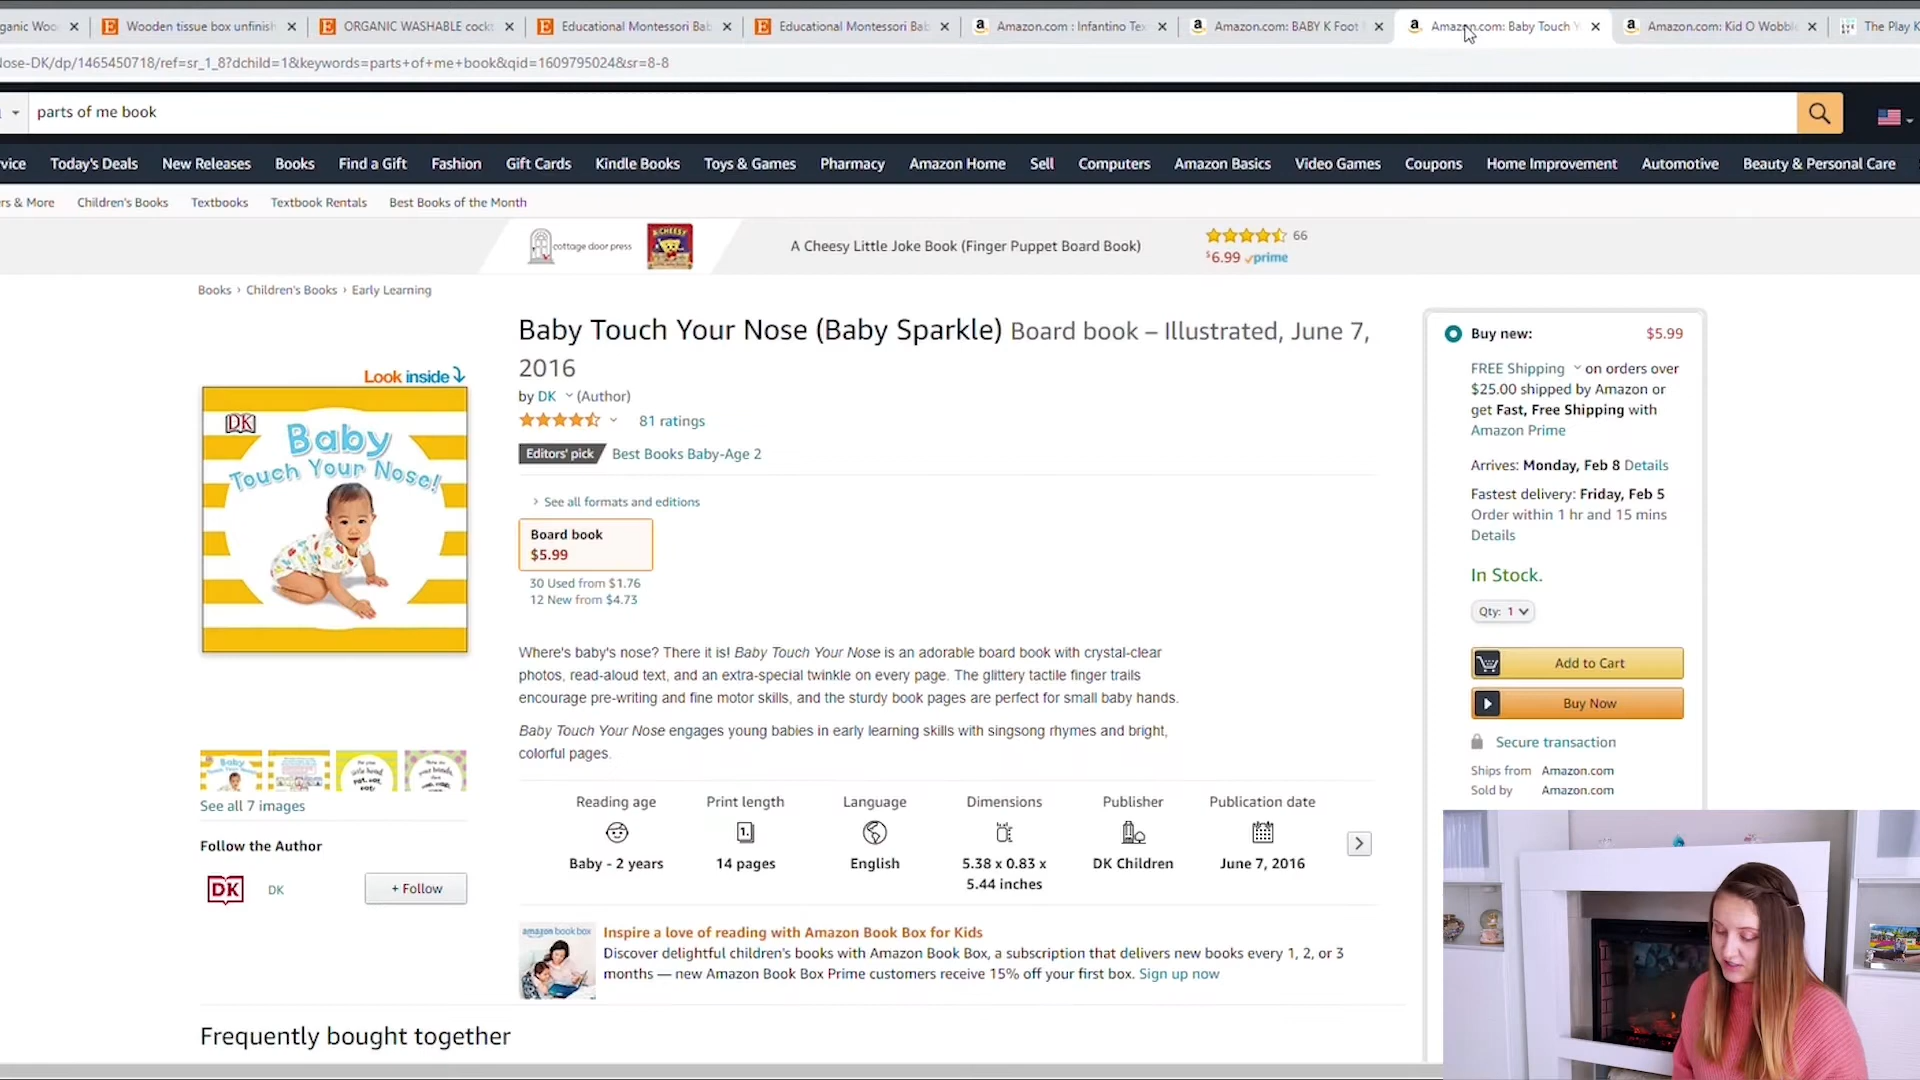 ganic Woo
Wooden tissue box unfinish
ORGANIC WASHABLE cockt
Educational Montessori Bab
Educational Montessori Bab
Amazon.com : Infantino Tex
Amazon.com: BABY K Foot F
Amazon.com: Baby Touch Y
Amazon.com: Kid O Wobble
The Play K
Nose-DK/dp/1465450718/ref=sr_1_8?dchild=1&keywords=parts+of+me+book&qid=1609795024&sr=8-8
parts of me book
vice Today's Deals New Releases Books Find a Gift Fashion Gift Cards Kindle Books Toys & Games Pharmacy Amazon Home Sell Computers Amazon Basics Video Games Coupons Home Improvement Automotive Beauty & Personal Care
rs & More Children's Books Textbooks Textbook Rentals Best Books of the Month
cottage door press
A CHEESY
A Cheesy Little Joke Book (Finger Puppet Board Book)
66
$6.99 prime
Books › Children's Books › Early Learning
Look inside
DK
Baby
Touch Your Nose!
See all 7 images
Follow the Author
DK
DK
+ Follow
Baby Touch Your Nose (Baby Sparkle) Board book – Illustrated, June 7,
2016
by DK (Author)
81 ratings
Editors' pick Best Books Baby-Age 2
› See all formats and editions
Board book
$5.99
30 Used from $1.76
12 New from $4.73
Where's baby's nose? There it is! Baby Touch Your Nose is an adorable board book with crystal-clear
photos, read-aloud text, and an extra-special twinkle on every page. The glittery tactile finger trails
encourage pre-writing and fine motor skills, and the sturdy book pages are perfect for small baby hands.
Baby Touch Your Nose engages young babies in early learning skills with singsong rhymes and bright,
colorful pages.
Reading age
Baby - 2 years
Print length
1.
14 pages
Language
English
Dimensions
5.38 x 0.83 x
5.44 inches
Publisher
DK Children
Publication date
June 7, 2016
amazon book box
Inspire a love of reading with Amazon Book Box for Kids
Discover delightful children's books with Amazon Book Box, a subscription that delivers new books every 1, 2, or 3
months — new Amazon Book Box Prime customers receive 15% off your first box. Sign up now
Frequently bought together
Buy new: $5.99
FREE Shipping on orders over
$25.00 shipped by Amazon or
get Fast, Free Shipping with
Amazon Prime
Arrives: Monday, Feb 8 Details
Fastest delivery: Friday, Feb 5
Order within 1 hr and 15 mins
Details
In Stock.
Qty: 1
Add to Cart
Buy Now
Secure transaction
Ships from Amazon.com
Sold by Amazon.com